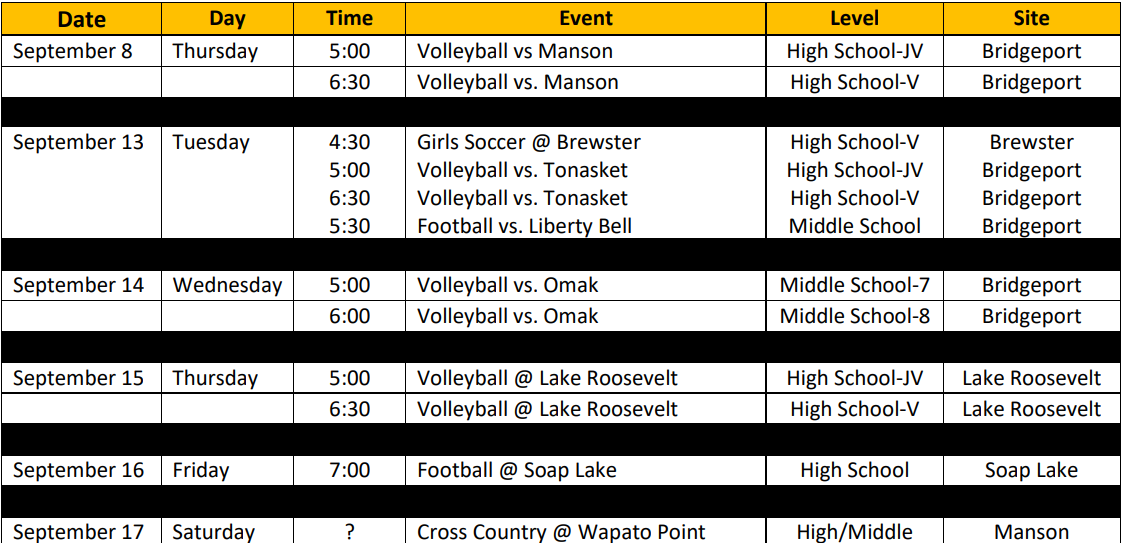 Date Day Time Event Level Site
September 8 Thursday 5:00 Volleyball vs Manson High School-JV Bridgeport
6:30 Volleyball vs. Manson High School-V Bridgeport
September 13 Tuesday 4:30 Girls Soccer @ Brewster High School-V Brewster
5:00 Volleyball vs. Tonasket High School-JV Bridgeport
6:30 Volleyball vs. Tonasket High School-V Bridgeport
5:30 Football vs. Liberty Bell Middle School Bridgeport
September 14 Wednesday 5:00 Volleyball vs. Omak Middle School-7 Bridgeport
6:00 Volleyball vs. Omak Middle School-8 Bridgeport
September 15 Thursday 5:00 Volleyball @ Lake Roosevelt High School-JV Lake Roosevelt
6:30 Volleyball @ Lake Roosevelt High School-V Lake Roosevelt
September 16 Friday 7:00 Football @ Soap Lake High School Soap Lake
September 17 Saturday ? Cross Country @ Wapato Point High/Middle Manson